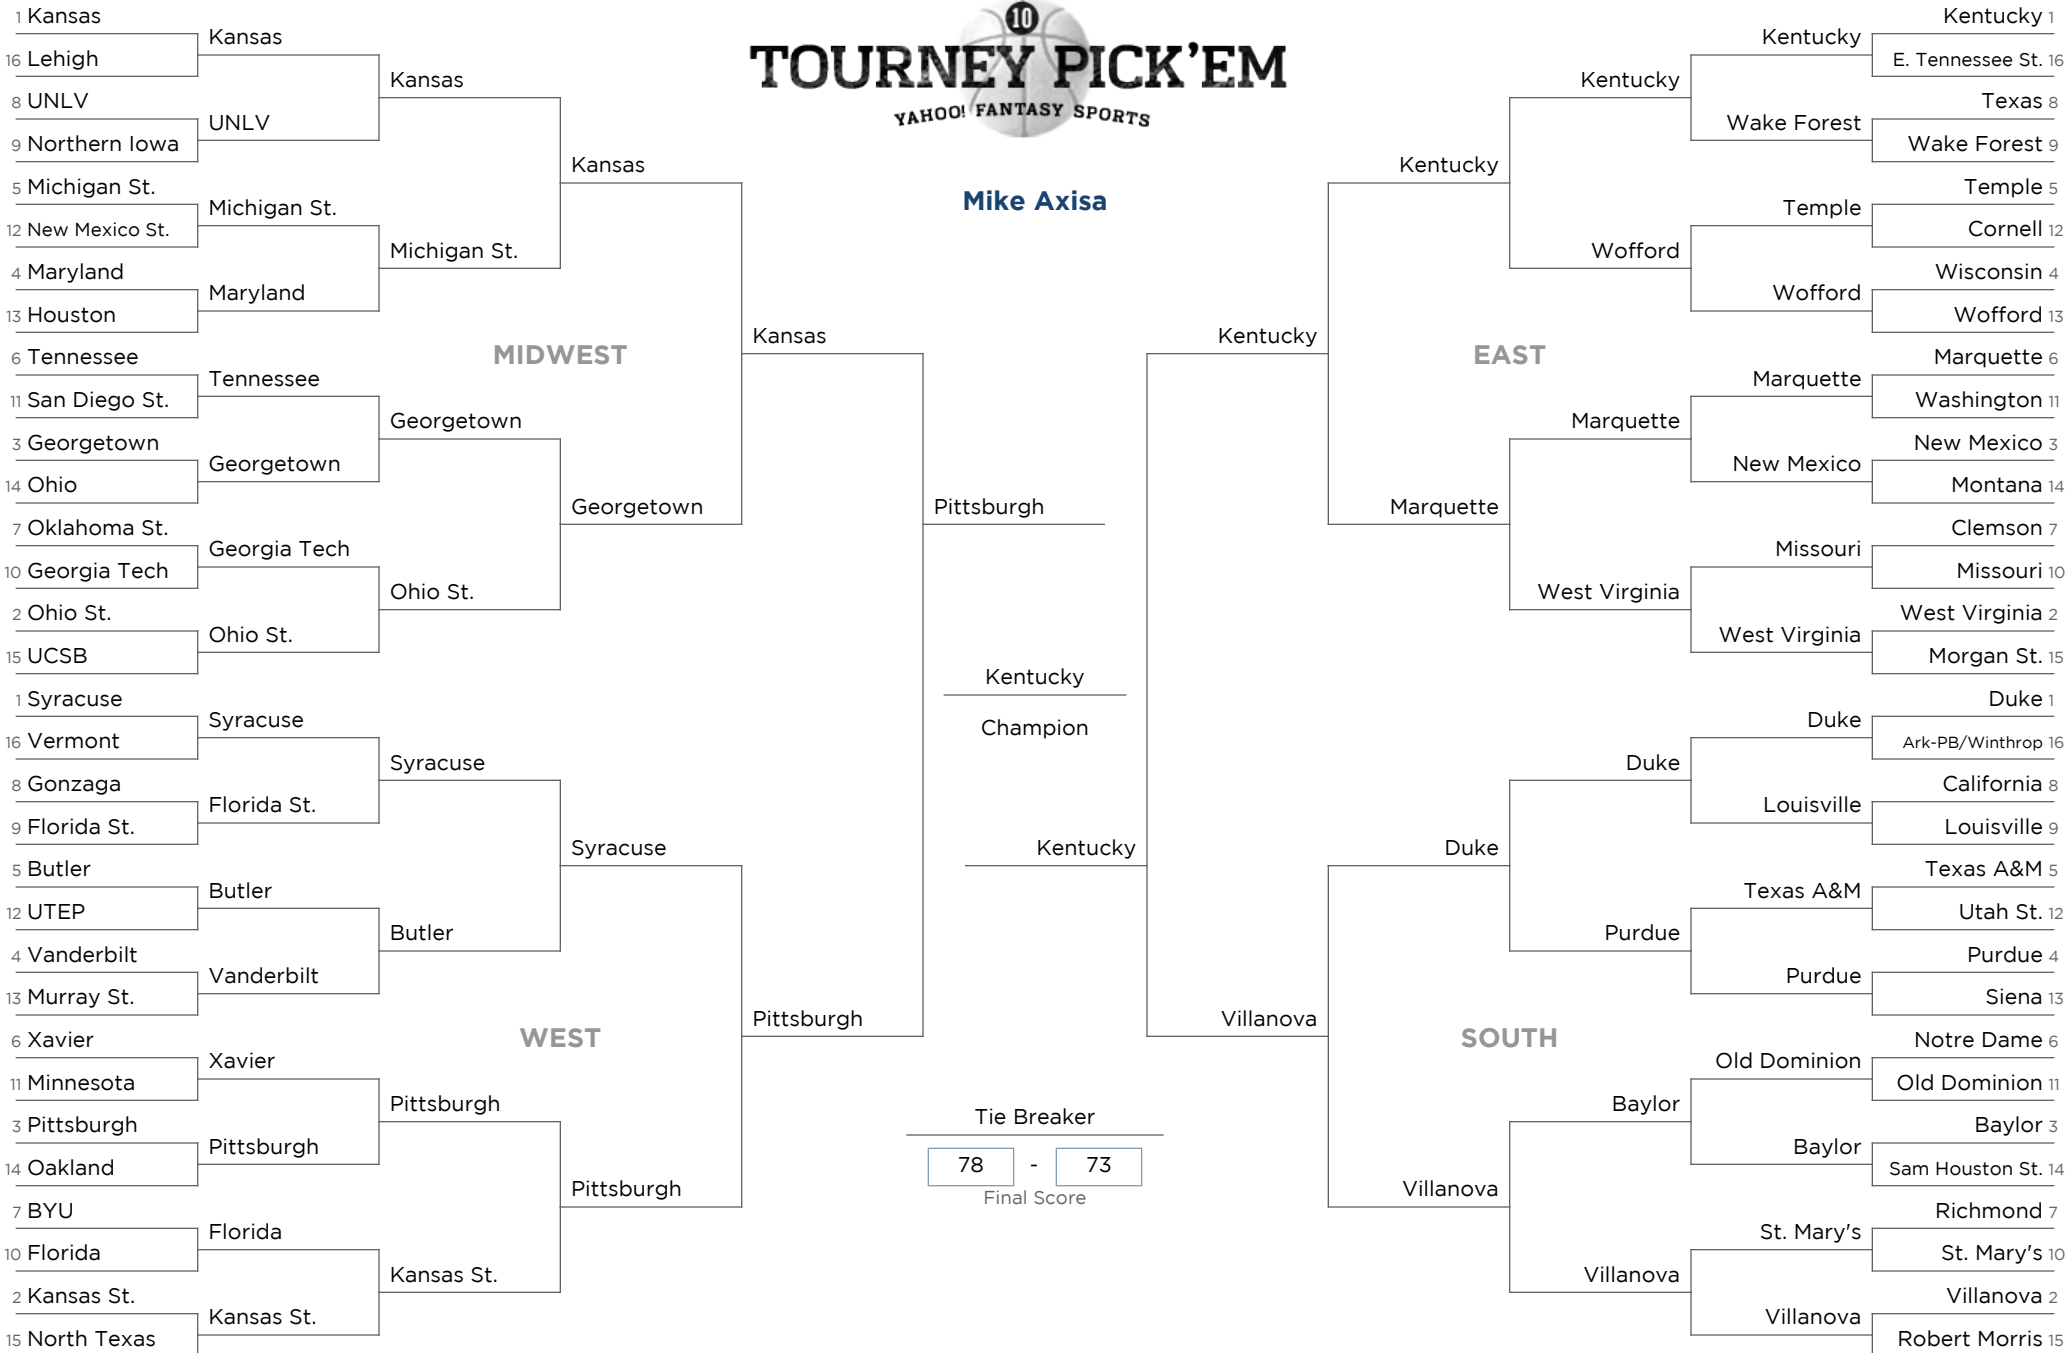 10
TOURNEY PICK'EM
YAHOO! FANTASY SPORTS
Mike Axisa
1 Kansas
16 Lehigh
8 UNLV
9 Northern Iowa
5 Michigan St.
12 New Mexico St.
4 Maryland
13 Houston
6 Tennessee
11 San Diego St.
3 Georgetown
14 Ohio
7 Oklahoma St.
10 Georgia Tech
2 Ohio St.
15 UCSB
Kansas
UNLV
Michigan St.
Maryland
Tennessee
Georgetown
Georgia Tech
Ohio St.
Kansas
Michigan St.
Georgetown
Ohio St.
Kansas
Georgetown
MIDWEST
Kansas
1 Syracuse
16 Vermont
8 Gonzaga
9 Florida St.
5 Butler
12 UTEP
4 Vanderbilt
13 Murray St.
6 Xavier
11 Minnesota
3 Pittsburgh
14 Oakland
7 BYU
10 Florida
2 Kansas St.
15 North Texas
Syracuse
Florida St.
Butler
Vanderbilt
Xavier
Pittsburgh
Florida
Kansas St.
Syracuse
Butler
Pittsburgh
Kansas St.
Syracuse
Pittsburgh
WEST
Pittsburgh
Pittsburgh
Kentucky
Champion
Kentucky
Tie Breaker
78 - 73
Final Score
Kentucky
EAST
Kentucky
Marquette
Kentucky
Wofford
Marquette
West Virginia
Kentucky
Wake Forest
Temple
Wofford
Marquette
New Mexico
Missouri
West Virginia
Kentucky 1
E. Tennessee St. 16
Texas 8
Wake Forest 9
Temple 5
Cornell 12
Wisconsin 4
Wofford 13
Marquette 6
Washington 11
New Mexico 3
Montana 14
Clemson 7
Missouri 10
West Virginia 2
Morgan St. 15
Villanova
SOUTH
Duke
Villanova
Duke
Purdue
Baylor
Villanova
Duke
Louisville
Texas A&M
Purdue
Old Dominion
Baylor
St. Mary's
Villanova
Duke 1
Ark-PB/Winthrop 16
California 8
Louisville 9
Texas A&M 5
Utah St. 12
Purdue 4
Siena 13
Notre Dame 6
Old Dominion 11
Baylor 3
Sam Houston St. 14
Richmond 7
St. Mary's 10
Villanova 2
Robert Morris 15